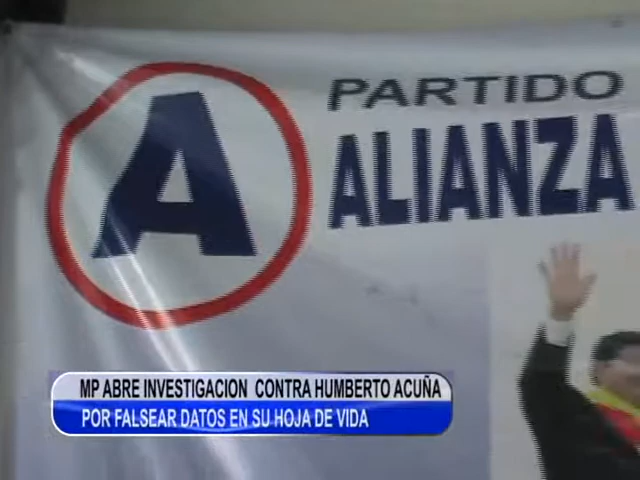 A
PARTIDO
ALIANZA
MP ABRE INVESTIGACION CONTRA HUMBERTO ACUÑA
POR FALSEAR DATOS EN SU HOJA DE VIDA